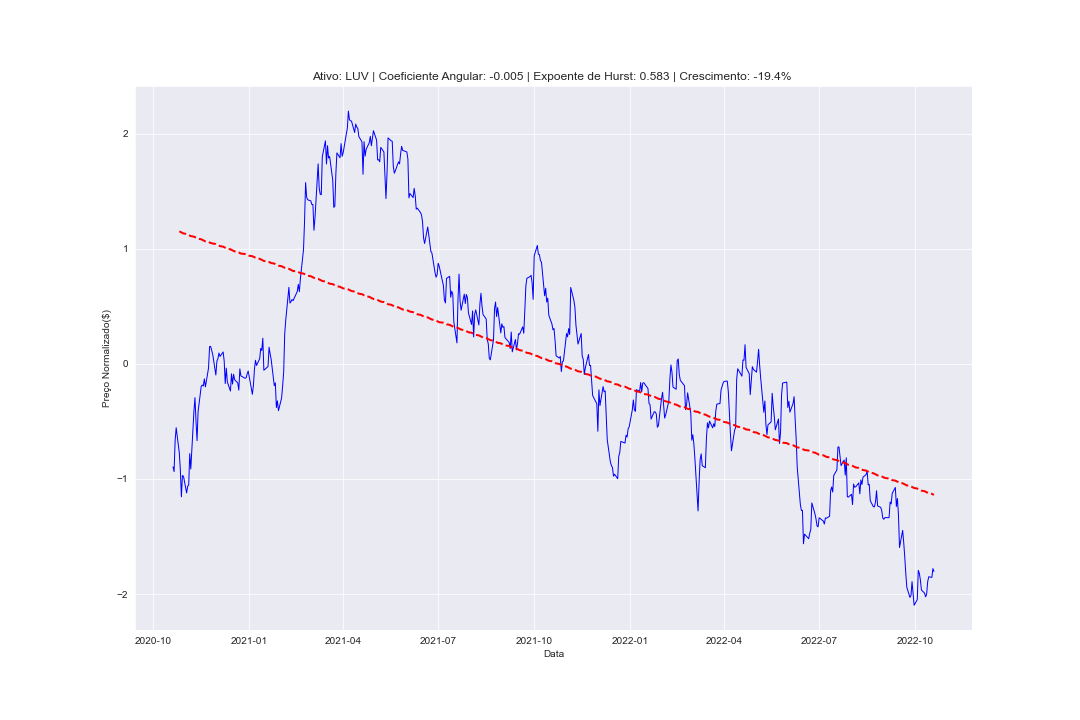 Ativo: LUV | Coeficiente Angular: -0.005 | Expoente de Hurst: 0.583 | Crescimento: -19.4%
Preço Normalizado($)
2
1
0
−1
−2
2020-10 2021-01 2021-04 2021-07 2021-10 2022-01 2022-04 2022-07 2022-10
Data